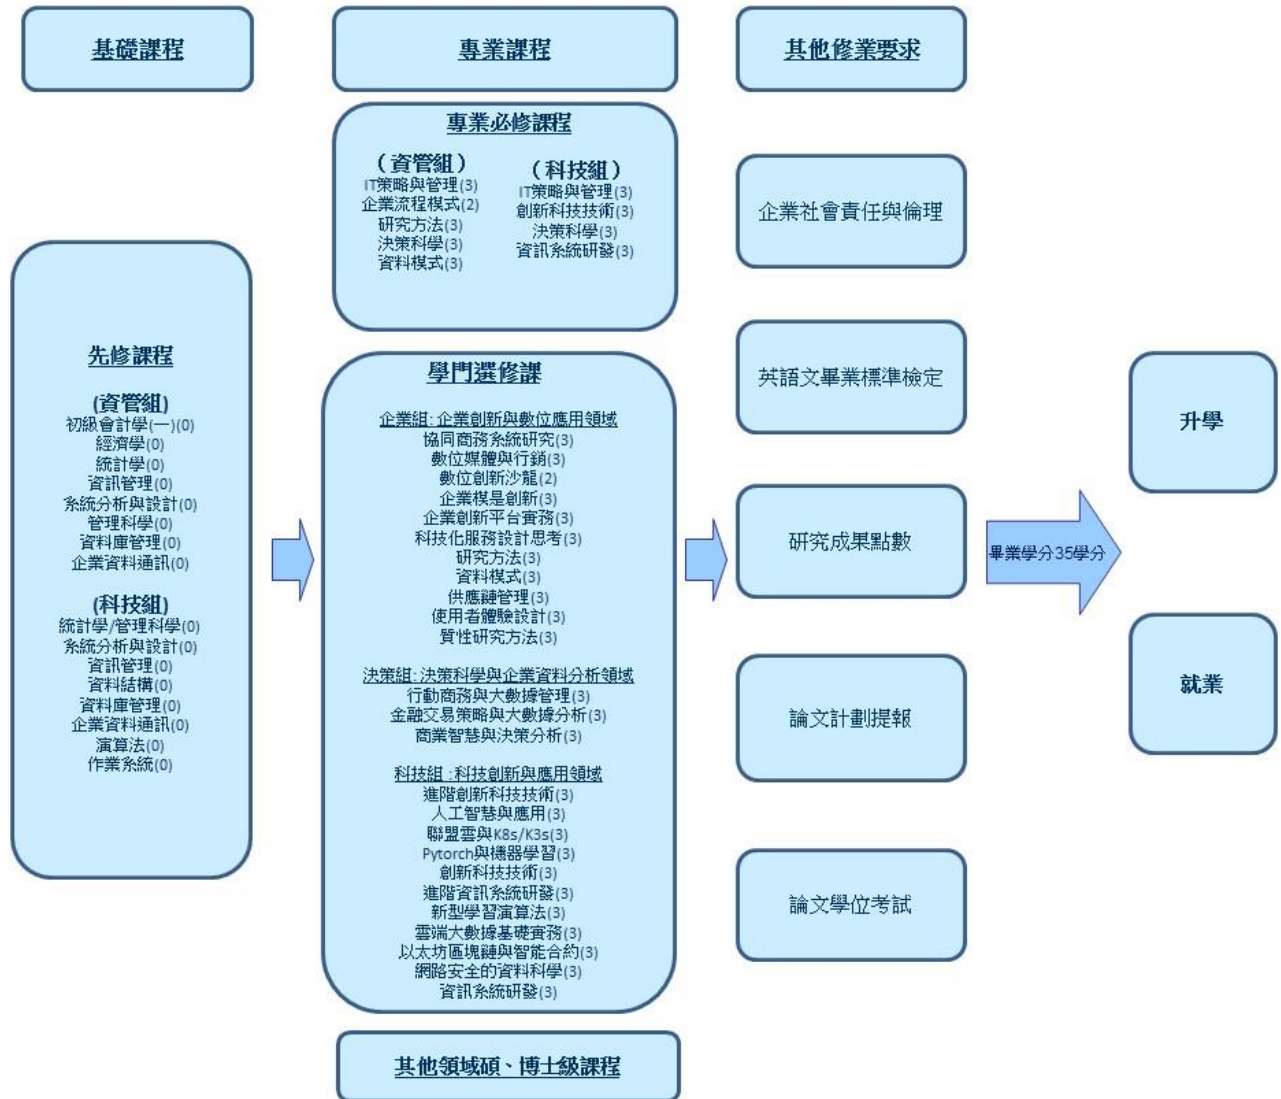 基礎課程
先修課程
(資管組)
初級會計學(一)(0)
經濟學(0)
統計學(0)
資訊管理(0)
系統分析與設計(0)
管理科學(0)
資料庫管理(0)
企業資料通訊(0)
(科技組)
統計學/管理科學(0)
系統分析與設計(0)
資訊管理(0)
資料結構(0)
資料庫管理(0)
企業資料通訊(0)
演算法(0)
作業系統(0)
專業課程
專業必修課程
(資管組)
IT策略與管理(3)
企業流程模式(2)
研究方法(3)
決策科學(3)
資料模式(3)
(科技組)
IT策略與管理(3)
創新科技技術(3)
決策科學(3)
資訊系統研發(3)
學門選修課
企業組:企業創新與數位應用領域
協同商務系統研究(3)
數位媒體與行銷(3)
數位創新沙龍(2)
企業模是創新(3)
企業創新平台實務(3)
科技化服務設計思考(3)
研究方法(3)
資料模式(3)
供應鏈管理(3)
使用者體驗設計(3)
質性研究方法(3)
決策組:決策科學與企業資料分析領域
行動商務與大數據管理(3)
金融交易策略與大數據分析(3)
商業智慧與決策分析(3)
科技組:科技創新與應用領域
進階創新科技技術(3)
人工智慧與應用(3)
聯盟雲與K8s/K3s(3)
Pytorch與機器學習(3)
創新科技技術(3)
進階資訊系統研發(3)
新型學習演算法(3)
雲端大數據基礎實務(3)
以太坊區塊鏈與智能合約(3)
網路安全的資料科學(3)
資訊系統研發(3)
其他領域碩、博士級課程
其他修業要求
企業社會責任與倫理
英語文畢業標準檢定
研究成果點數
論文計劃提報
論文學位考試
畢業學分35學分
升學
就業